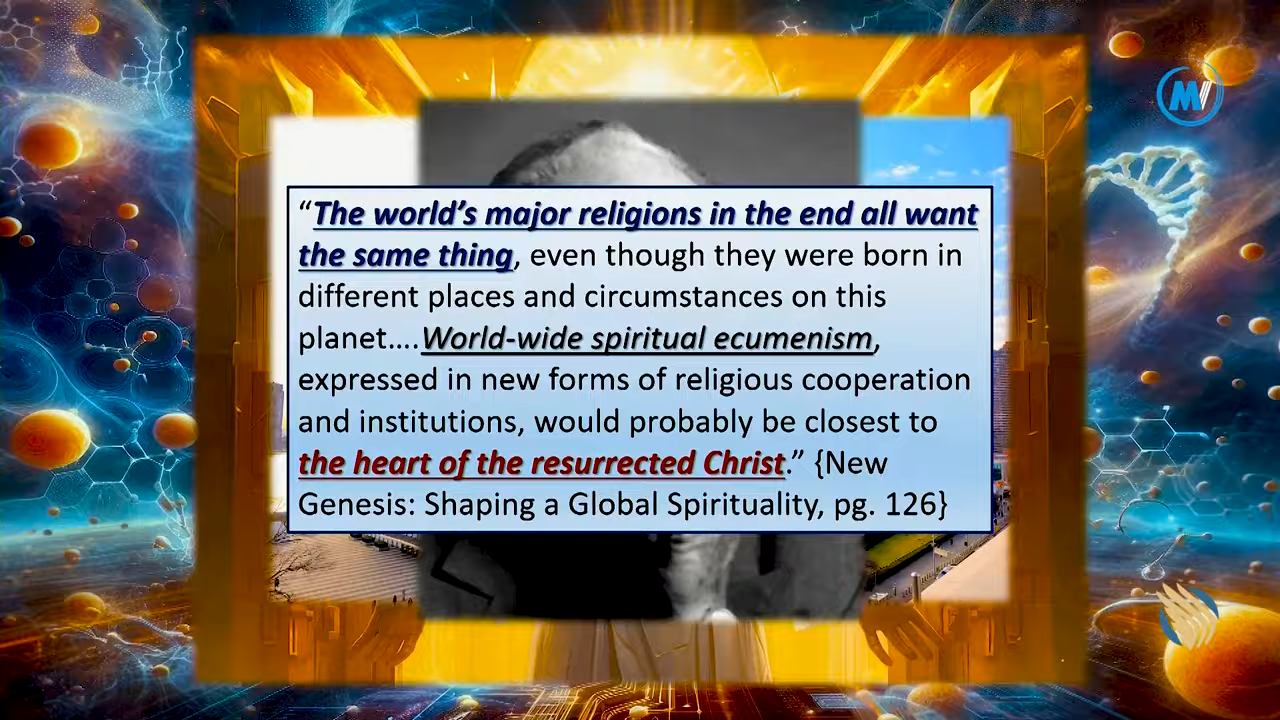 “The world’s major religions in the end all want
the same thing, even though they were born in
different places and circumstances on this
planet....World-wide spiritual ecumenism,
expressed in new forms of religious cooperation
and institutions, would probably be closest to
the heart of the resurrected Christ.” {New
Genesis: Shaping a Global Spirituality, pg. 126}